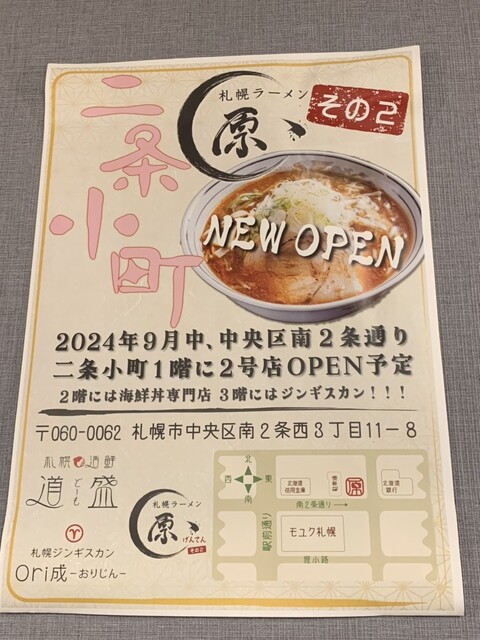 二条小町
札幌ラーメン
原
その2
NEW OPEN
2024年9月中、中央区南2条通り
二条小町1階に2号店OPEN予定
2階には海鮮丼専門店 3階にはジンギスカン!!!
〒060-0062 札幌市中央区南2条西3丁目11-8
札幌海鮮
道盛
どーも
札幌ジンギスカン
Ori成-おりじん-
札幌ラーメン
原
げんてん
その2
北
西
東
南
駅前通り
北海道
信用金庫
原
北海道
銀行
南2条通り→
モユク札幌
狸小路